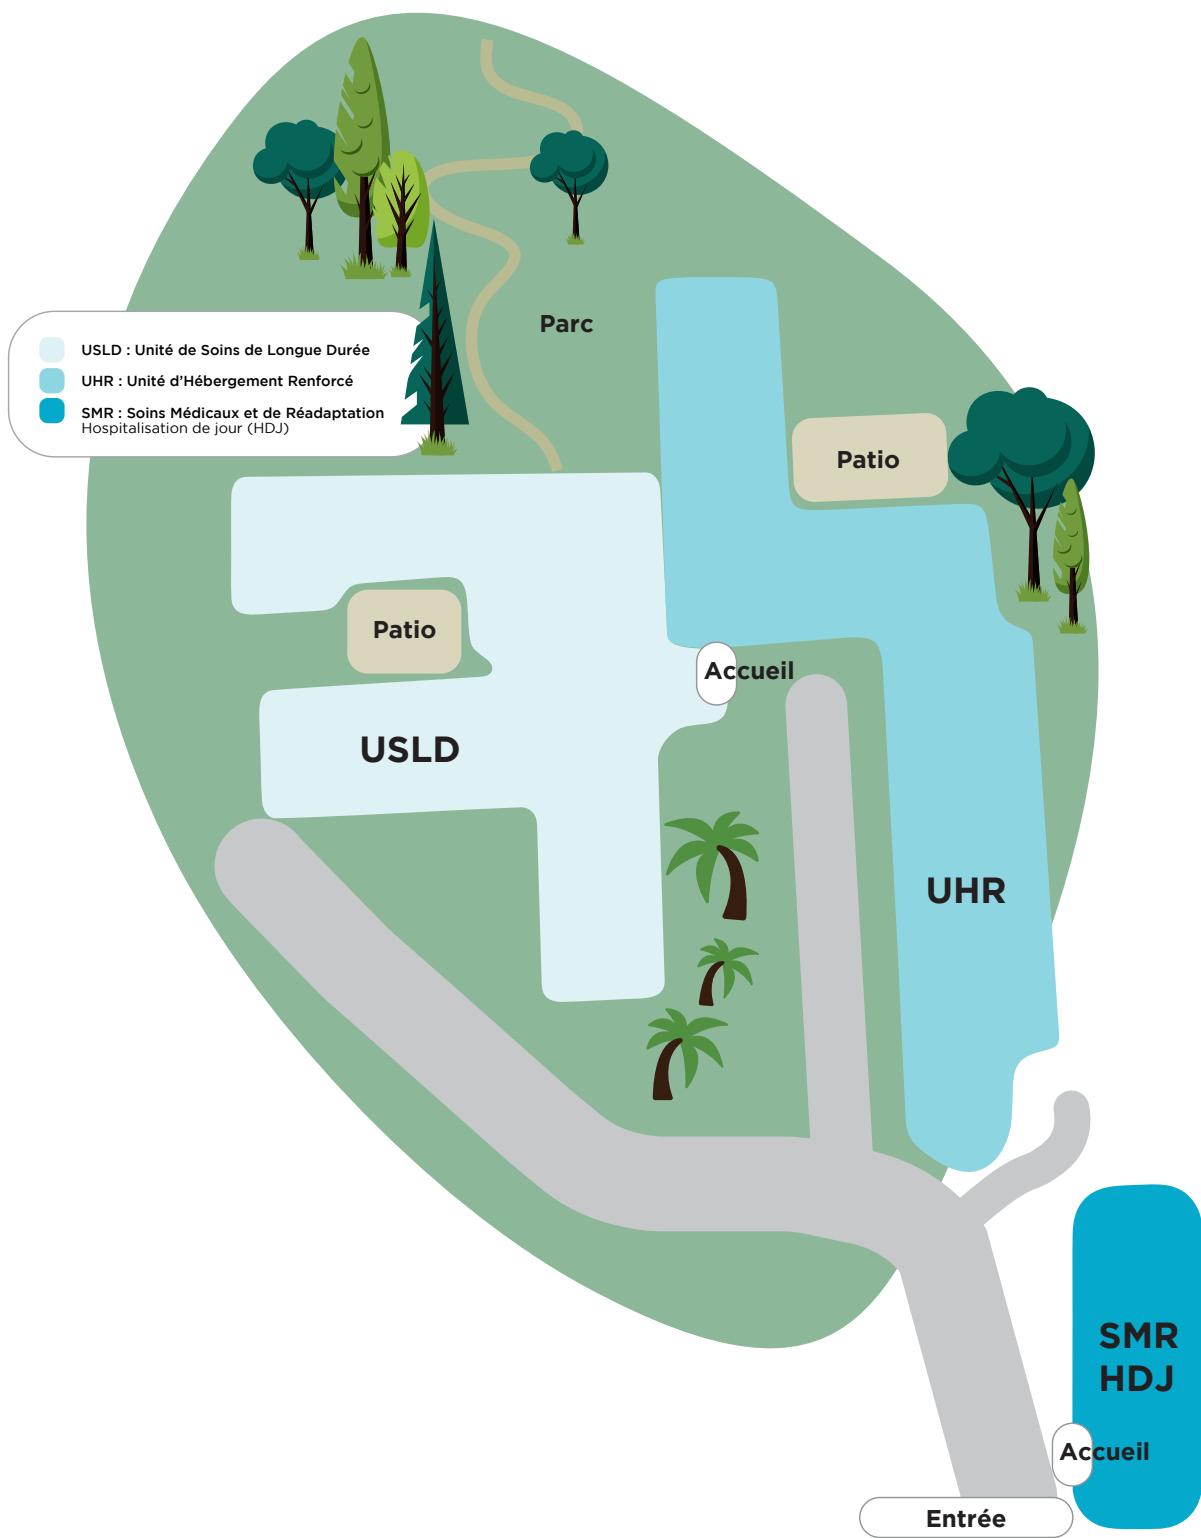 Parc
USLD : Unité de Soins de Longue Durée
UHR : Unité d'Hébergement Renforcé
SMR : Soins Médicaux et de Réadaptation
Hospitalisation de jour (HDJ)
Patio
Patio
Accueil
USLD
UHR
SMR
HDJ
Accueil
Entrée